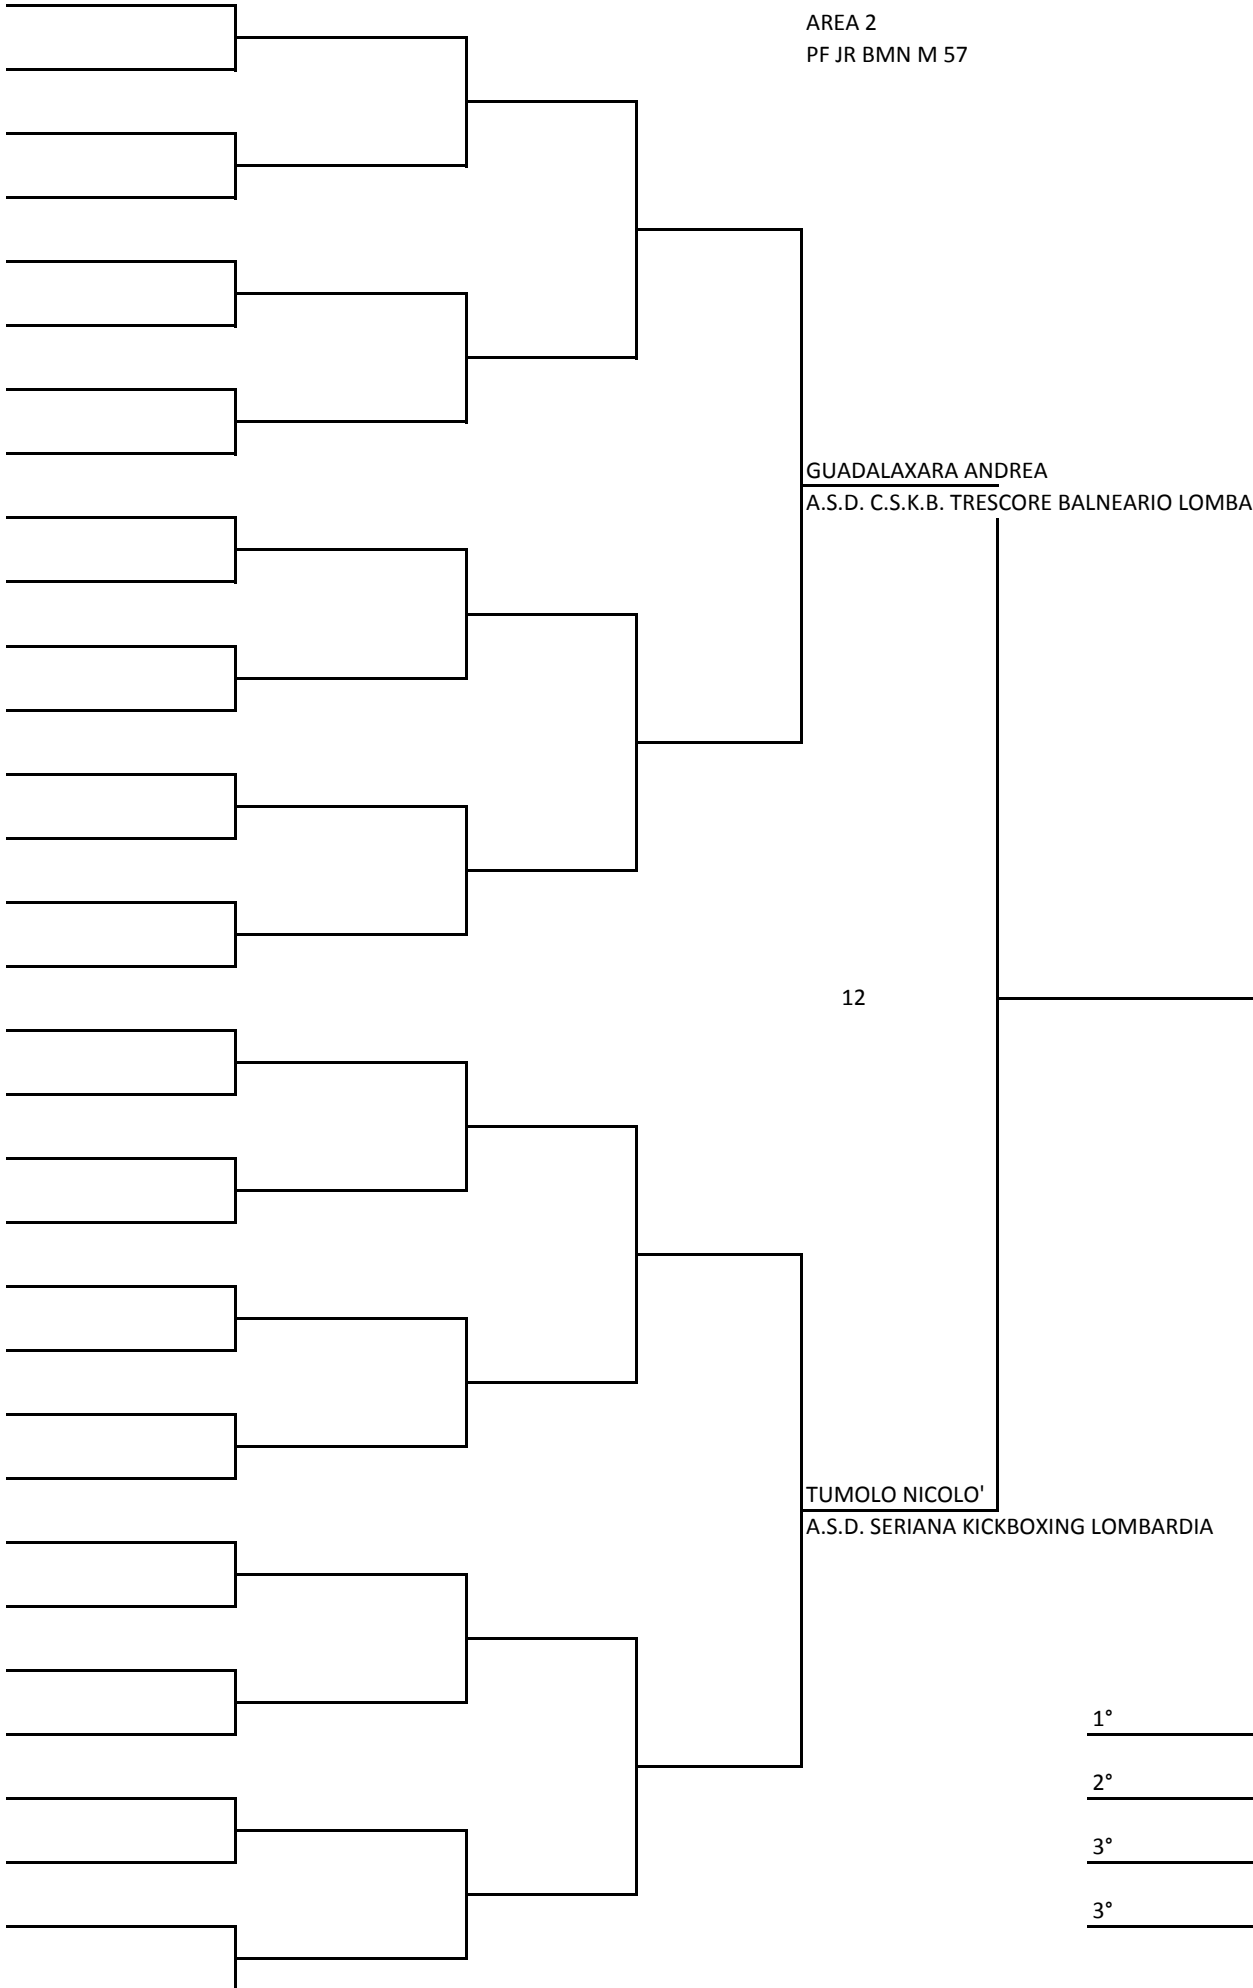 AREA 2
PF JR BMN M 57
GUADALAXARA ANDREA
A.S.D. C.S.K.B. TRESCORE BALNEARIO LOMBA
12
TUMOLO NICOLO'
A.S.D. SERIANA KICKBOXING LOMBARDIA
1°
2°
3°
3°